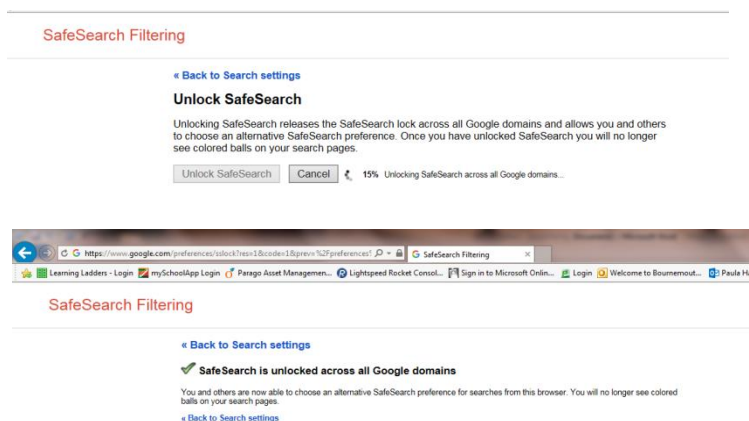 SafeSearch Filtering
« Back to Search settings
Unlock SafeSearch
Unlocking SafeSearch releases the SafeSearch lock across all Google domains and allows you and others
to choose an alternative SafeSearch preference. Once you have unlocked SafeSearch you will no longer
see colored balls on your search pages.
Unlock SafeSearch Cancel 15% Unlocking SafeSearch across all Google domains...
https://www.google.com/preferences/sslock?res=1&code=1&prev=%2Fpreferences! SafeSearch Filtering
Learning Ladders - Login mySchoolApp Login Parago Asset Managemen... Lightspeed Rocket Consol... Sign in to Microsoft Onlin... Login Welcome to Bournemout... Paula
SafeSearch Filtering
« Back to Search settings
SafeSearch is unlocked across all Google domains
You and others are now able to choose an alternative SafeSearch preference for searches from this browser. You will no longer see colored
balls on your search pages.
« Back to Search settings